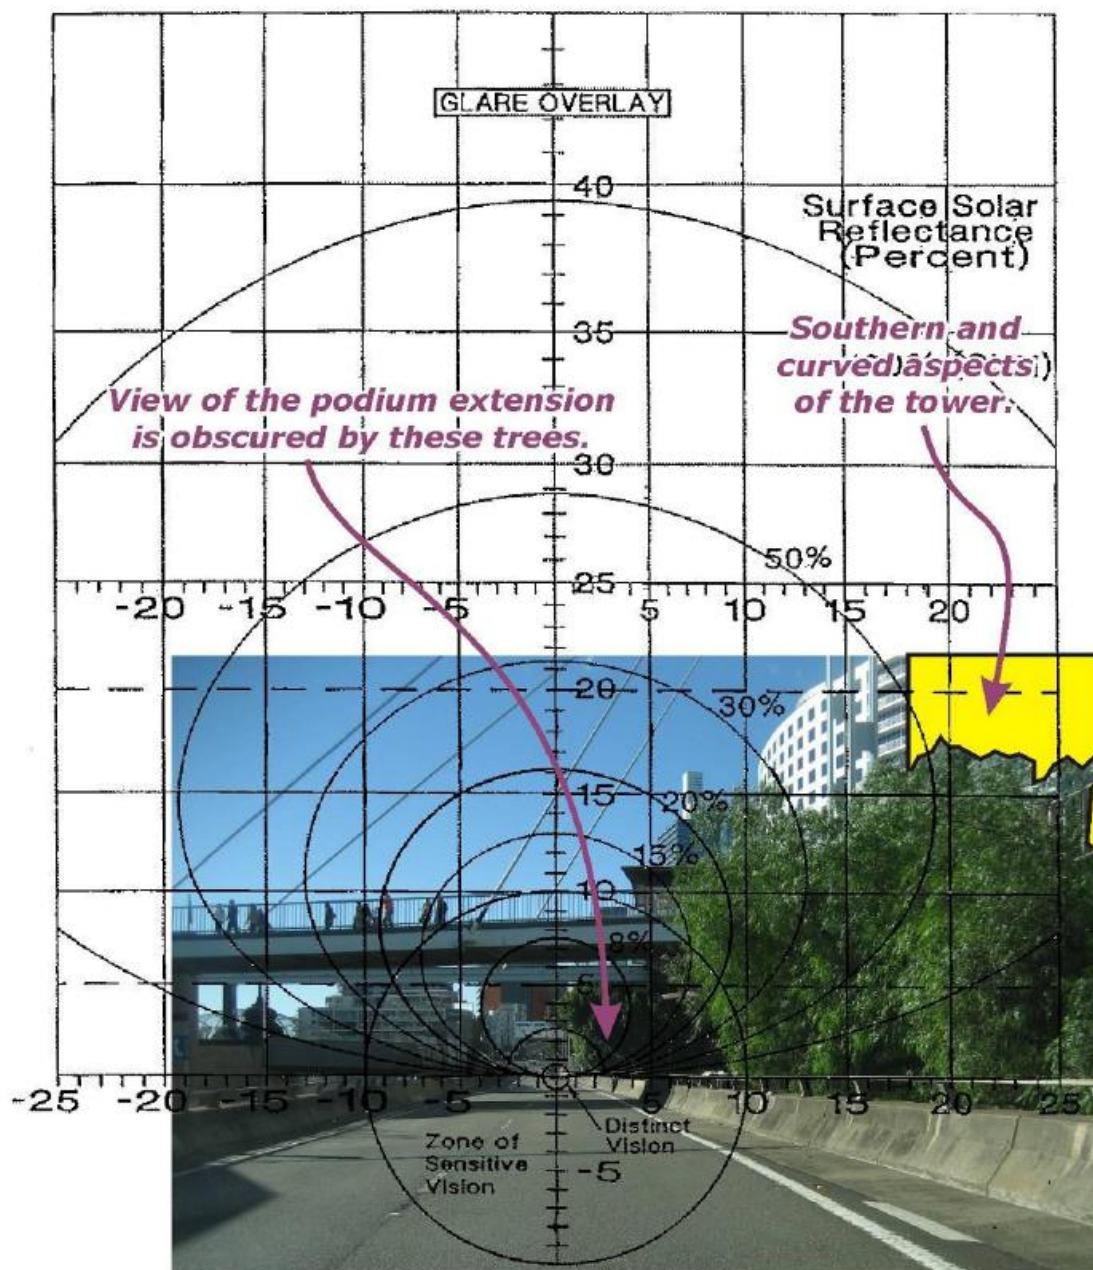 GLARE OVERLAY
40
Surface Solar
Reflectance
(Percent)
35
Southern and
curved aspects
of the tower.
View of the podium extension
is obscured by these trees.
30
50%
25
-20 -15 -10 -5 5 10 15 20
20
30%
15
20%
15%
10
8%
5
-25 -20 -15 -10 -5 5 10 15 20 25
Distinct
Vision
Zone of
Sensitive
Vision
-5